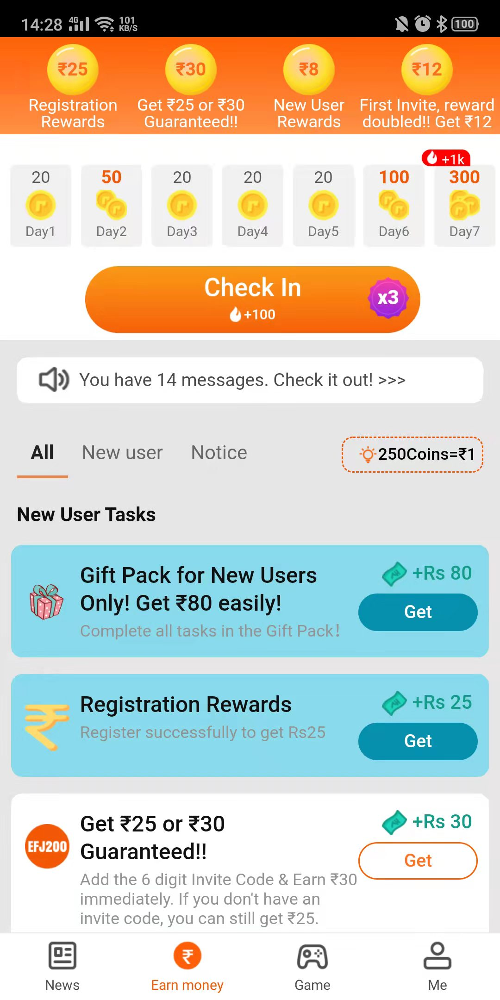 14:28 4G 101 KB/S 100
₹25 ₹30 ₹8 ₹12
Registration Rewards
Get ₹25 or ₹30 Guaranteed!!
New User Rewards
First Invite, reward doubled!! Get ₹12
+1k
20 50 20 20 20 100 300
Day1 Day2 Day3 Day4 Day5 Day6 Day7
Check In
x3
+100
You have 14 messages. Check it out! >>>
All New user Notice 250Coins=₹1
New User Tasks
Gift Pack for New Users
Only! Get ₹80 easily!
Complete all tasks in the Gift Pack!
+Rs 80
Get
Registration Rewards
Register successfully to get Rs25
+Rs 25
Get
EFJ200
Get ₹25 or ₹30
Guaranteed!!
Add the 6 digit Invite Code & Earn ₹30
immediately. If you don't have an
invite code, you can still get ₹25.
+Rs 30
Get
News Earn money Game Me